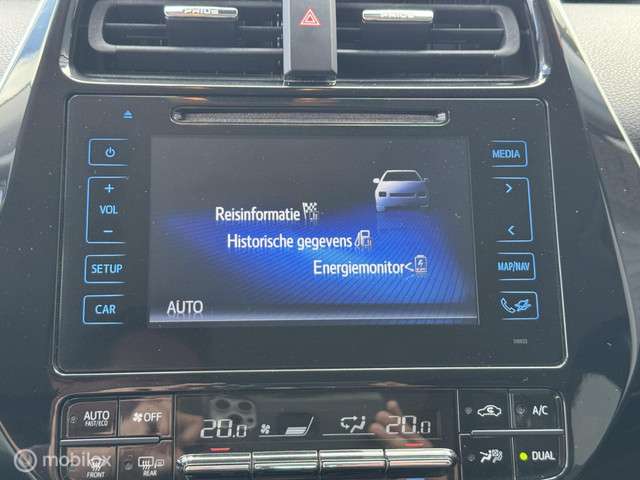 PRIUS
PRIUS
MEDIA
VOL
SETUP
CAR
MAP/NAV
Reisinformatie
Historische gegevens
Energiemonitor<
AUTO
AUTO
FAST/ECO
OFF
20.0
20.0
A/C
FRONT
REAR
DUAL
mobilex